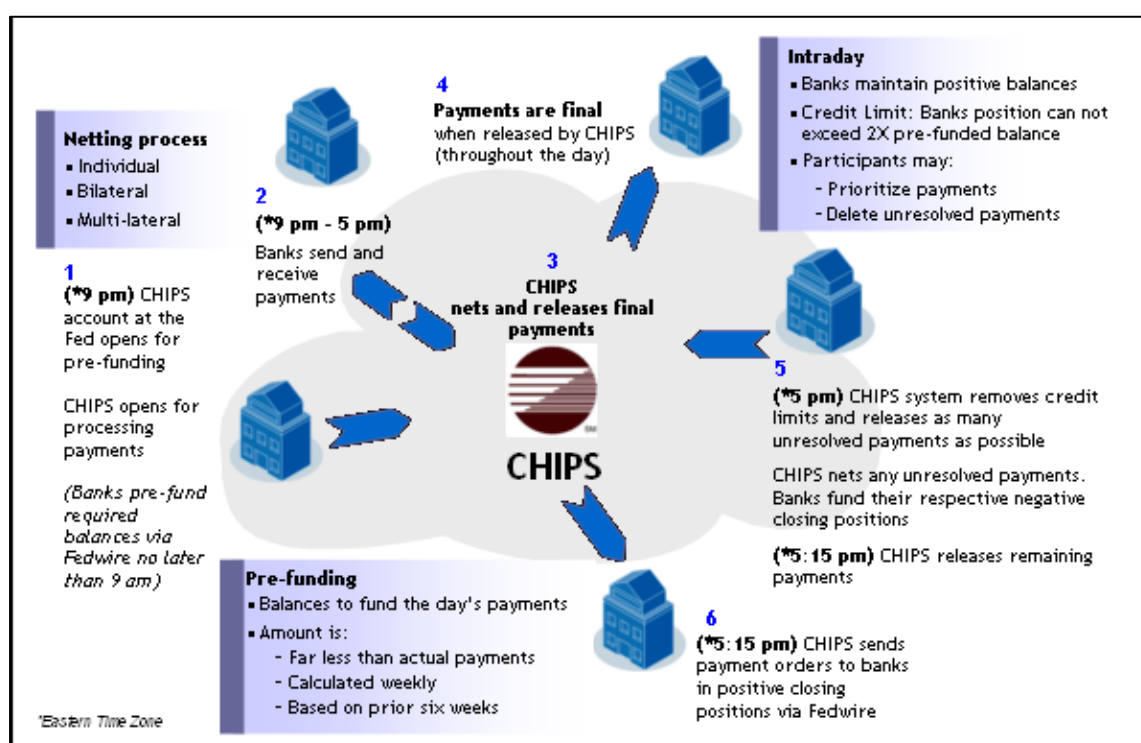 Netting process
▪ Individual
▪ Bilateral
▪ Multi-lateral
1
(*9 pm) CHIPS
account at the
Fed opens for
pre-funding
CHIPS opens for
processing
payments
(Banks pre-fund
required
balances via
Fedwire no later
than 9 am)
2
(*9 pm - 5 pm)
Banks send and
receive
payments
3
CHIPS
nets and releases final
payments
SM
CHIPS
4
Payments are final
when released by CHIPS
(throughout the day)
Intraday
▪ Banks maintain positive balances
▪ Credit Limit: Banks position can not
exceed 2X pre-funded balance
▪ Participants may:
- Prioritize payments
- Delete unresolved payments
5
(*5 pm) CHIPS system removes credit
limits and releases as many
unresolved payments as possible
CHIPS nets any unresolved payments.
Banks fund their respective negative
closing positions
(*5:15 pm) CHIPS releases remaining
payments
Pre-funding
▪ Balances to fund the day's payments
▪ Amount is:
- Far less than actual payments
- Calculated weekly
- Based on prior six weeks
6
(*5:15 pm) CHIPS sends
payment orders to banks
in positive closing
positions via Fedwire
*Eastern Time Zone